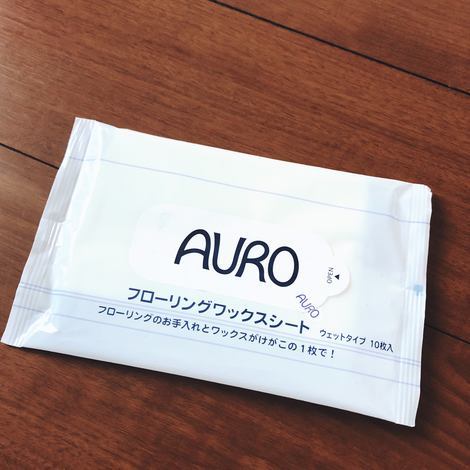 AURO
OPEN
AURO
フローリングワックスシート ウェットタイプ 10枚入
フローリングのお手入れとワックスがけがこの1枚で!